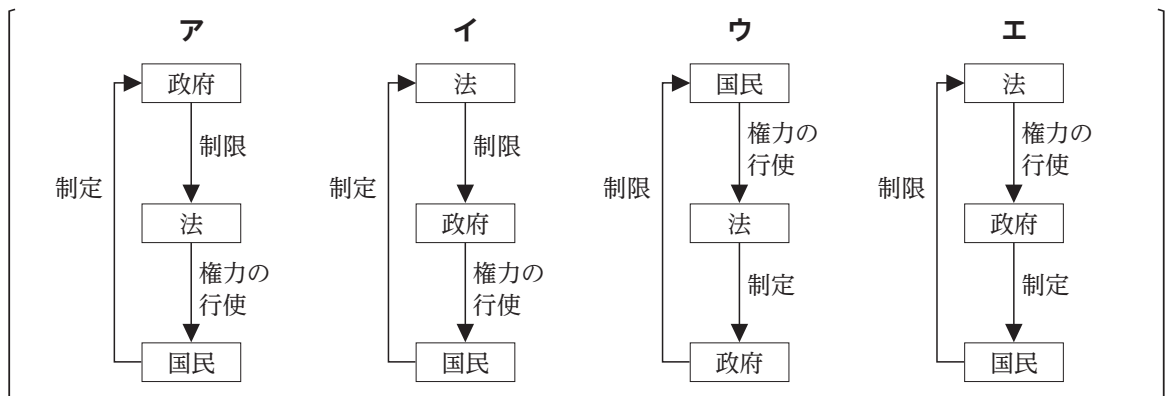 ア
政府
制限
制定
法
権力の
行使
国民
イ
法
制限
制定
政府
権力の
行使
国民
ウ
国民
権力の
行使
制限
法
制定
政府
エ
法
権力の
行使
制限
政府
制定
国民